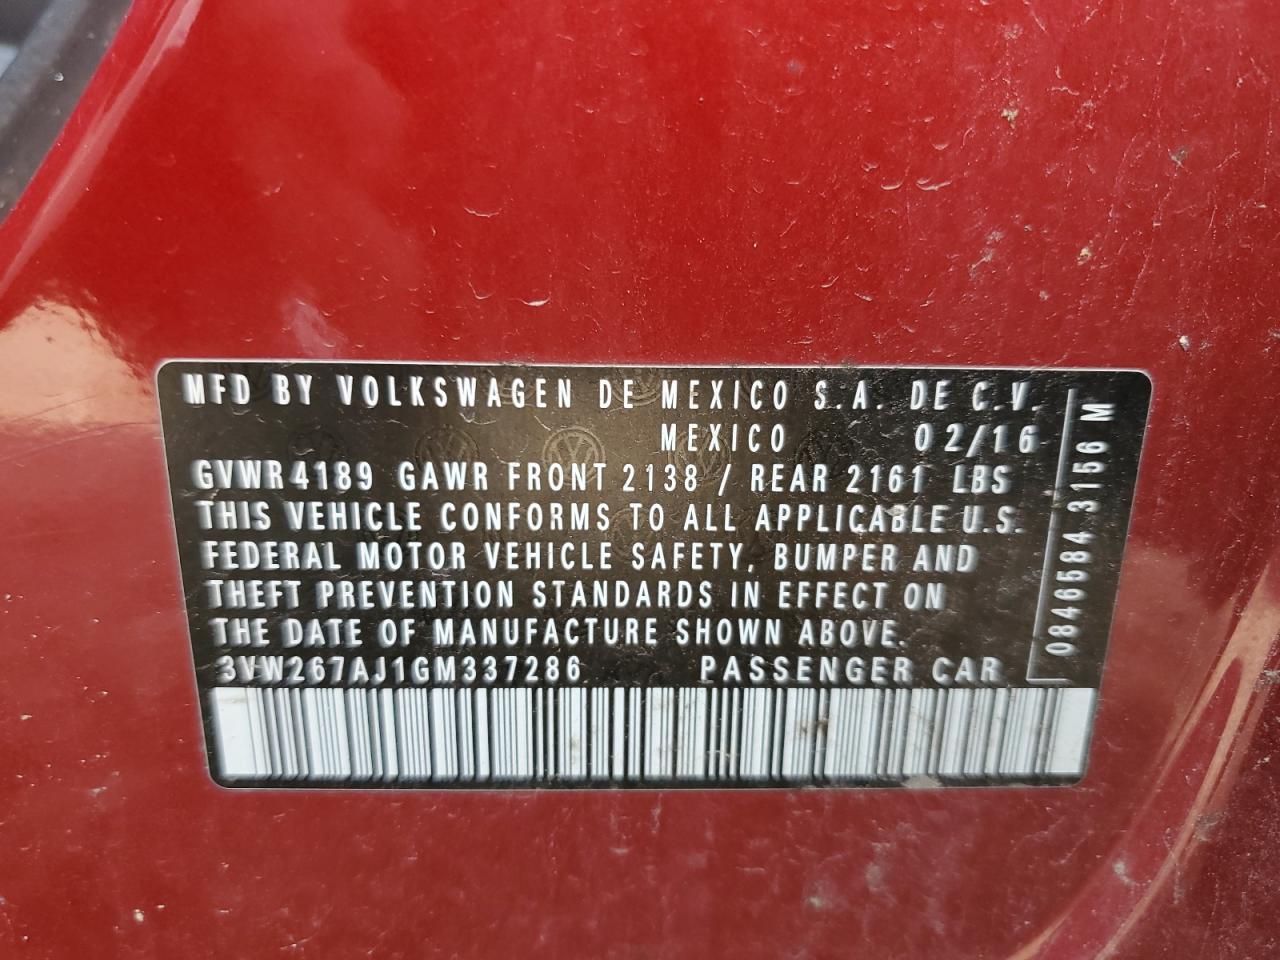 MFD BY VOLKSWAGEN DE MEXICO S.A. DE C.V.
MEXICO 02/16
GVWR 4189 GAWR FRONT 2138 / REAR 2161 LBS
THIS VEHICLE CONFORMS TO ALL APPLICABLE U.S.
FEDERAL MOTOR VEHICLE SAFETY, BUMPER AND
THEFT PREVENTION STANDARDS IN EFFECT ON
THE DATE OF MANUFACTURE SHOWN ABOVE.
3VW267AJ1GM337286 PASSENGER CAR
0846584 3156 M